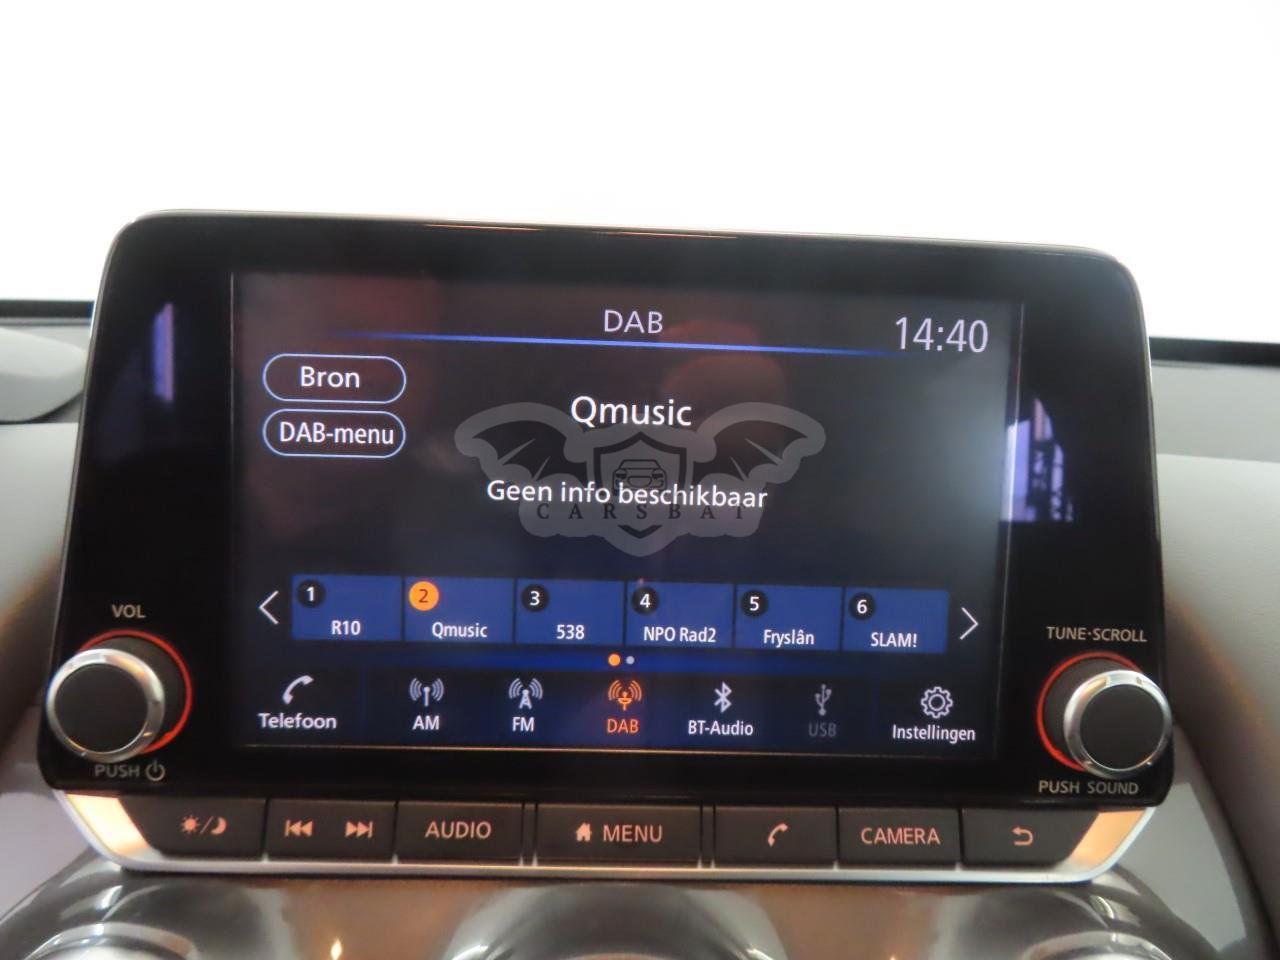 DAB
14:40
Bron
DAB-menu
Qmusic
Geen info beschikbaar
CARSBAT
1 2 3 4 5 6
R10 Qmusic 538 NPO Rad2 Fryslân SLAM!
Telefoon AM FM DAB BT-Audio USB Instellingen
VOL
PUSH
TUNE·SCROLL
PUSH SOUND
AUDIO MENU CAMERA